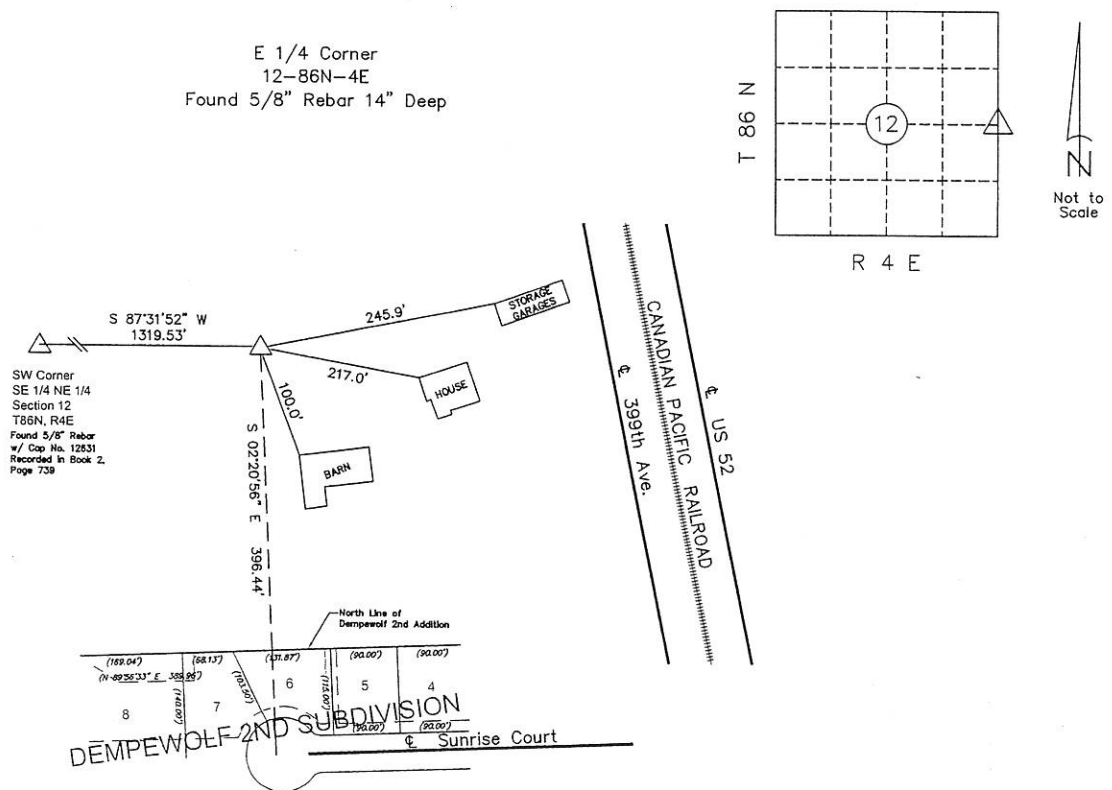 E 1/4 Corner
12-86N-4E
Found 5/8" Rebar 14" Deep
T 86 N
12
R 4 E
N
Not to
Scale
S 87°31'52" W
1319.53'
245.9'
STORAGE
GARAGES
217.0'
HOUSE
100.0'
BARN
SW Corner
SE 1/4 NE 1/4
Section 12
T86N, R4E
Found 5/8" Rebar
w/ Cap No. 12631
Recorded in Book 2,
Page 739
S 02°20'56" E 396.44'
℄ 399th Ave.
CANADIAN PACIFIC RAILROAD
℄ US 52
North Line of
Dempewolf 2nd Addition
(169.04')
(68.13')
(131.87')
(90.00')
(90.00')
(N 89°56'33" E 389.96')
(140.00')
(103.50')
(115.00')
8
7
6
5
4
(90.00')
(90.00')
DEMPEWOLF 2ND SUBDIVISION
℄ Sunrise Court